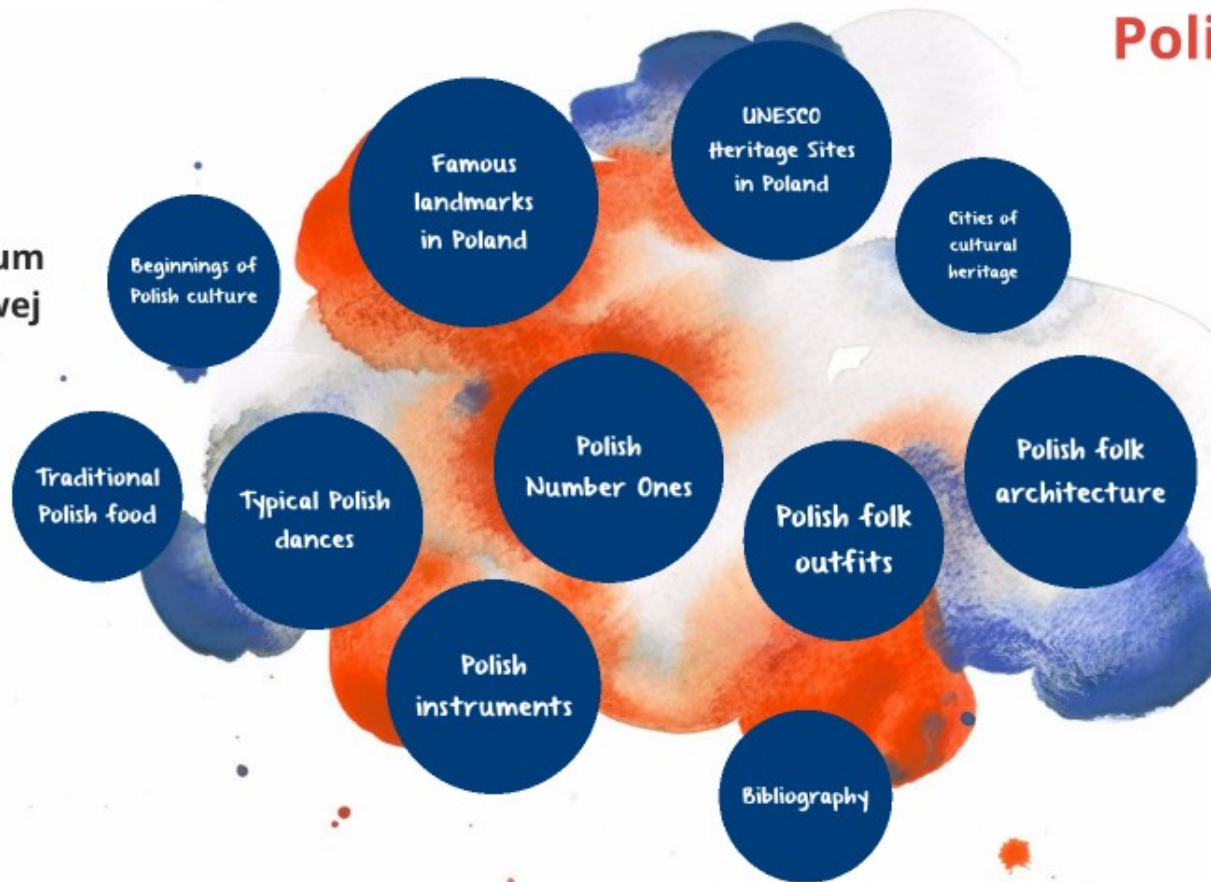 Poli
UNESCO
Heritage Sites
in Poland
Famous
landmarks
in Poland
Cities of
cultural
heritage
um
wej
Beginnings of
Polish culture
Polish
Number Ones
Polish folk
architecture
Traditional
Polish food
Typical Polish
dances
Polish folk
outfits
Polish
instruments
Bibliography